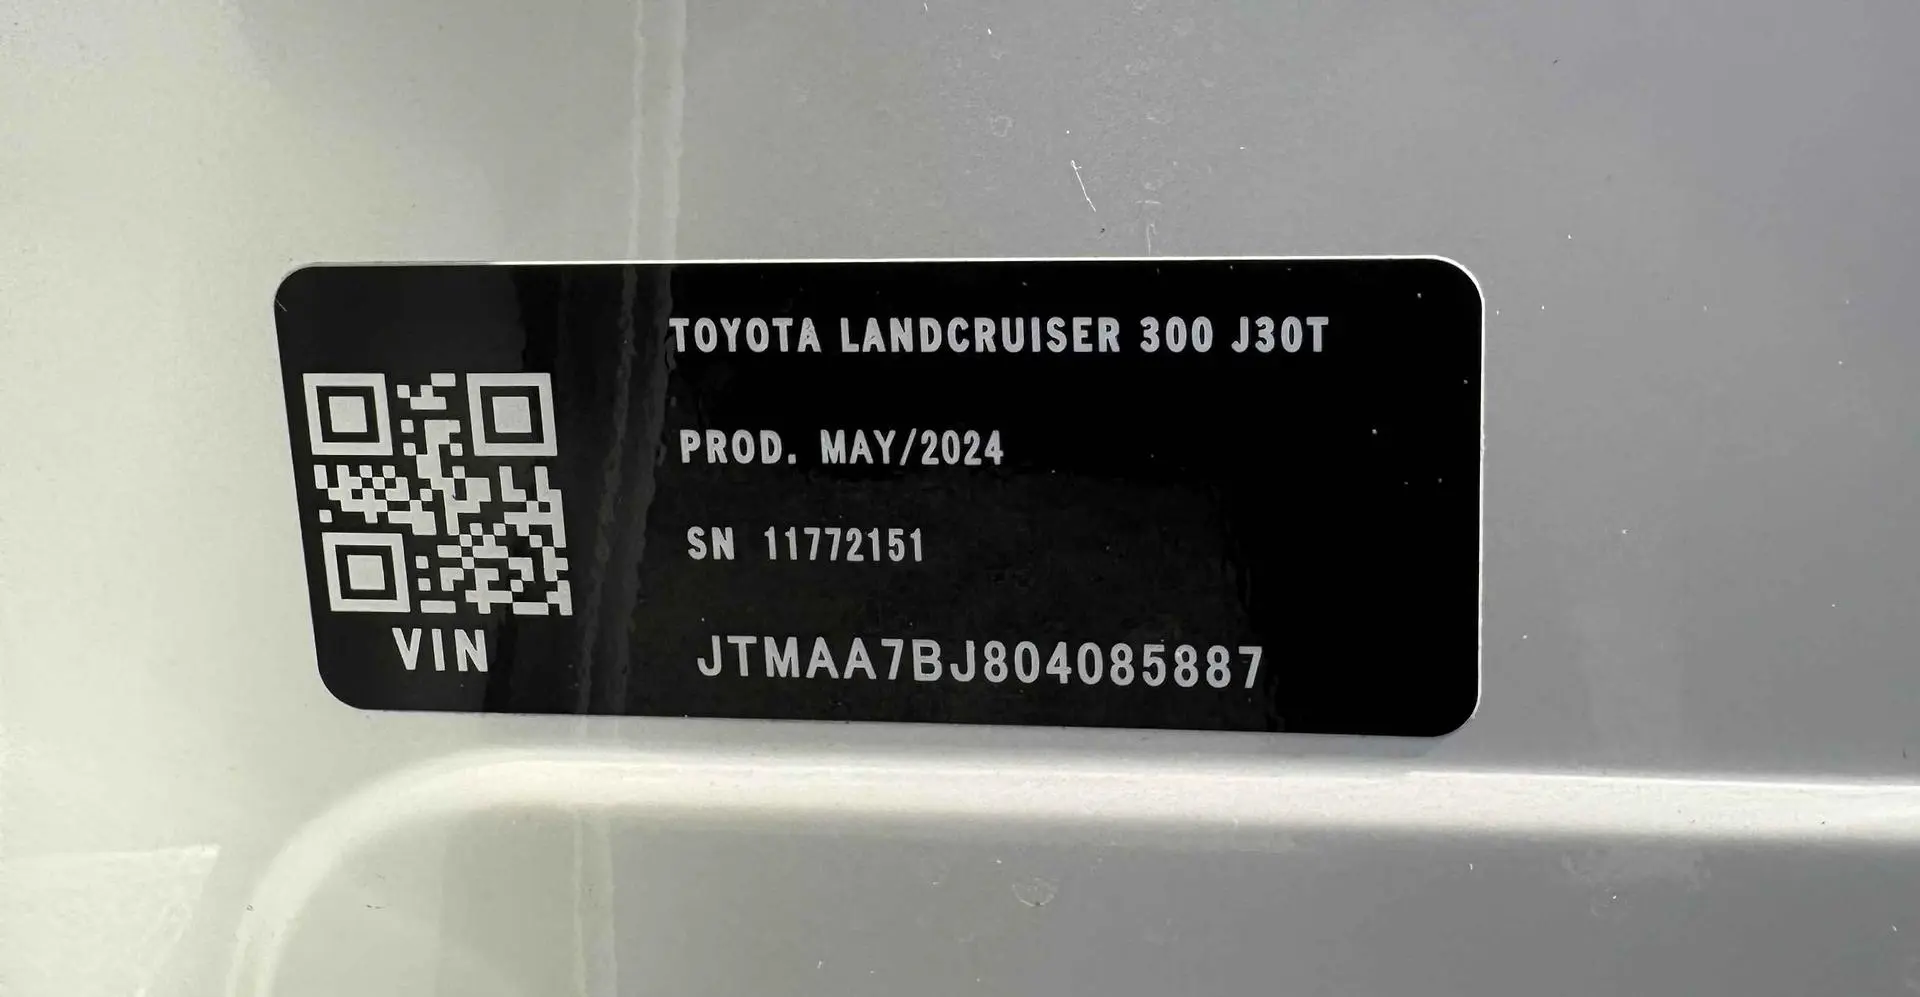 TOYOTA LANDCRUISER 300 J30T
PROD. MAY/2024
SN 11772151
VIN
JTMAA7BJ804085887